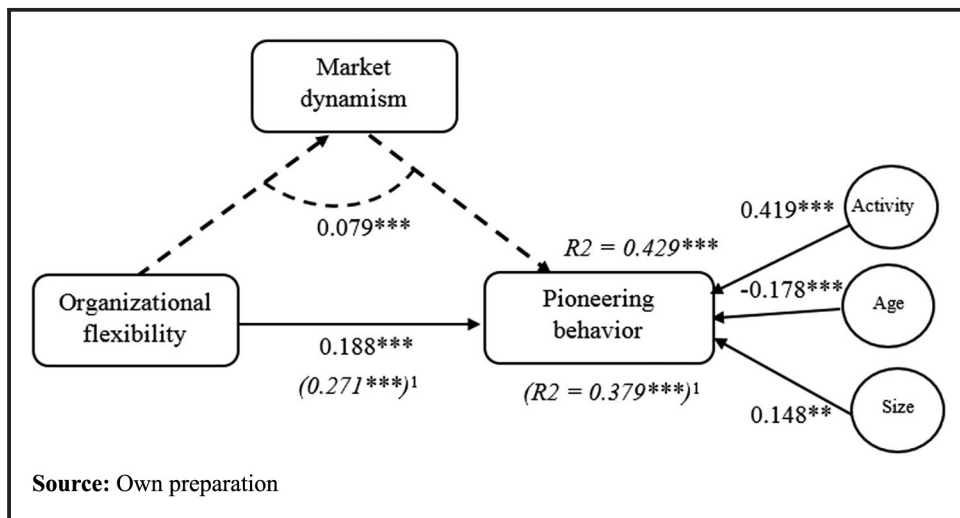 Market
dynamism
0.079***
Organizational
flexibility
0.188***
(0.271***)¹
R2 = 0.429***
Pioneering
behavior
(R2 = 0.379***)¹
0.419***
Activity
-0.178***
Age
0.148**
Size
Source: Own preparation